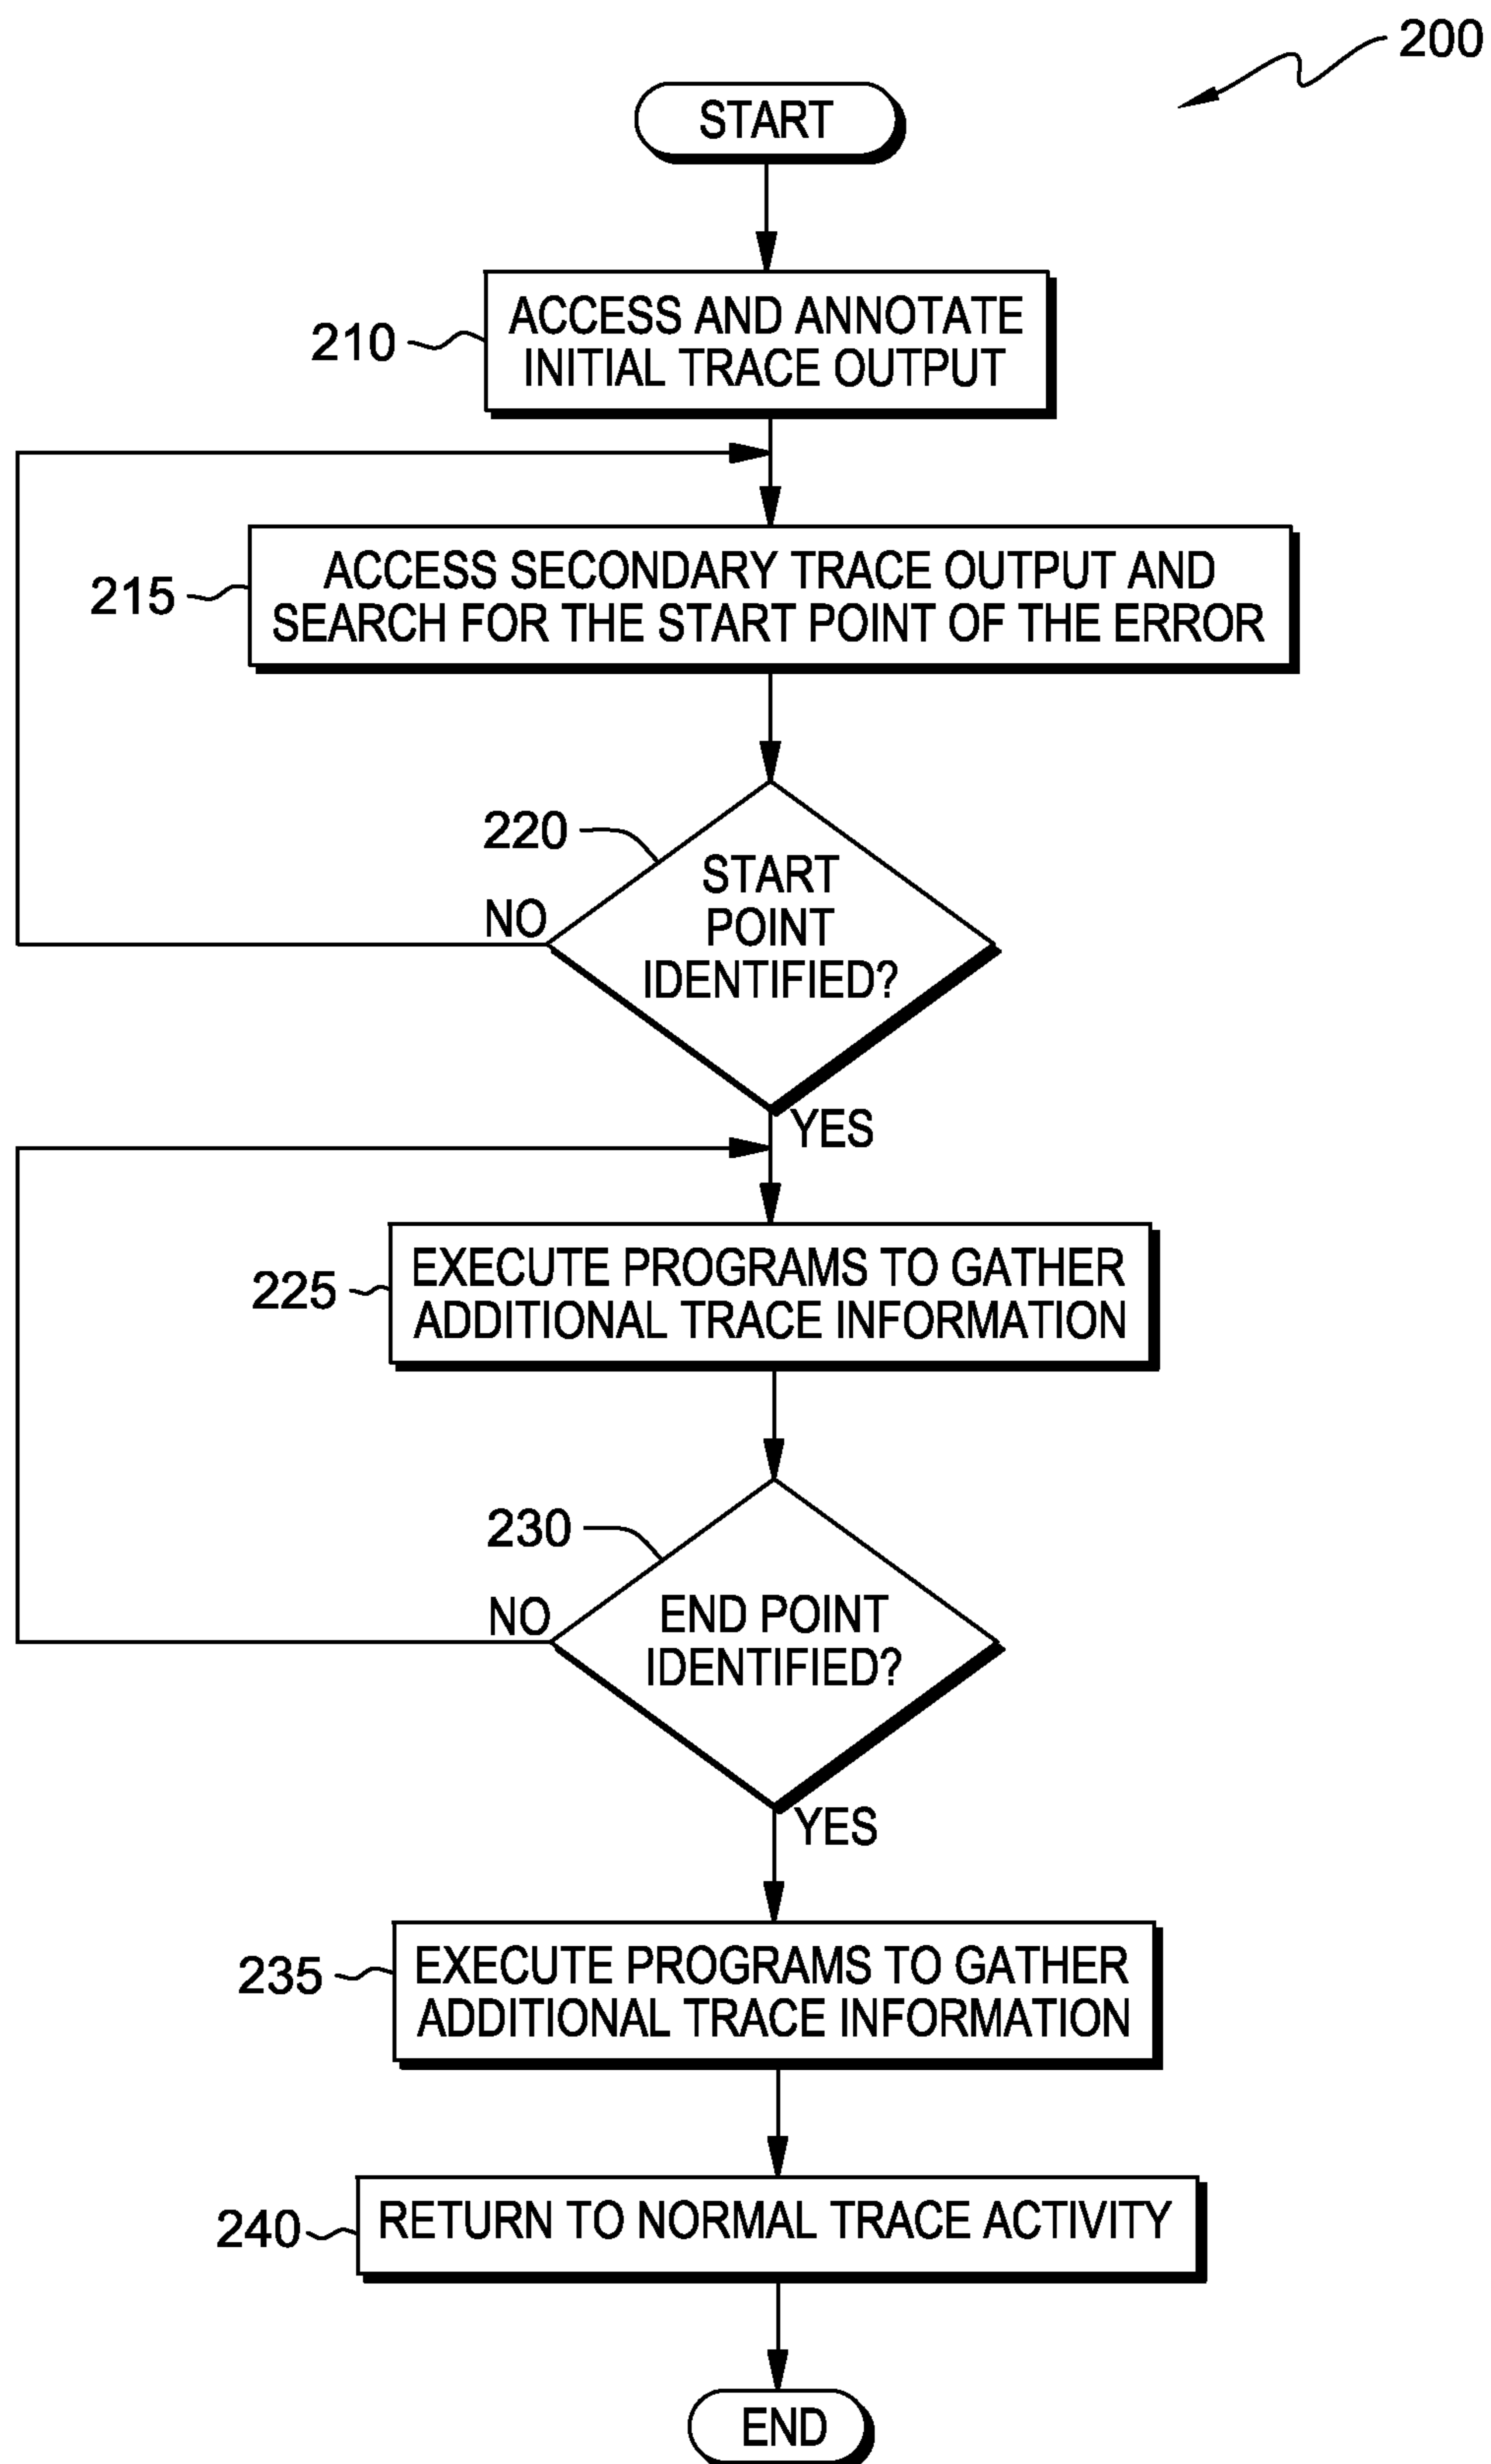 200
START
210
ACCESS AND ANNOTATE
INITIAL TRACE OUTPUT
215
ACCESS SECONDARY TRACE OUTPUT AND
SEARCH FOR THE START POINT OF THE ERROR
220
START
POINT
IDENTIFIED?
NO
YES
225
EXECUTE PROGRAMS TO GATHER
ADDITIONAL TRACE INFORMATION
230
END POINT
IDENTIFIED?
NO
YES
235
EXECUTE PROGRAMS TO GATHER
ADDITIONAL TRACE INFORMATION
240
RETURN TO NORMAL TRACE ACTIVITY
END